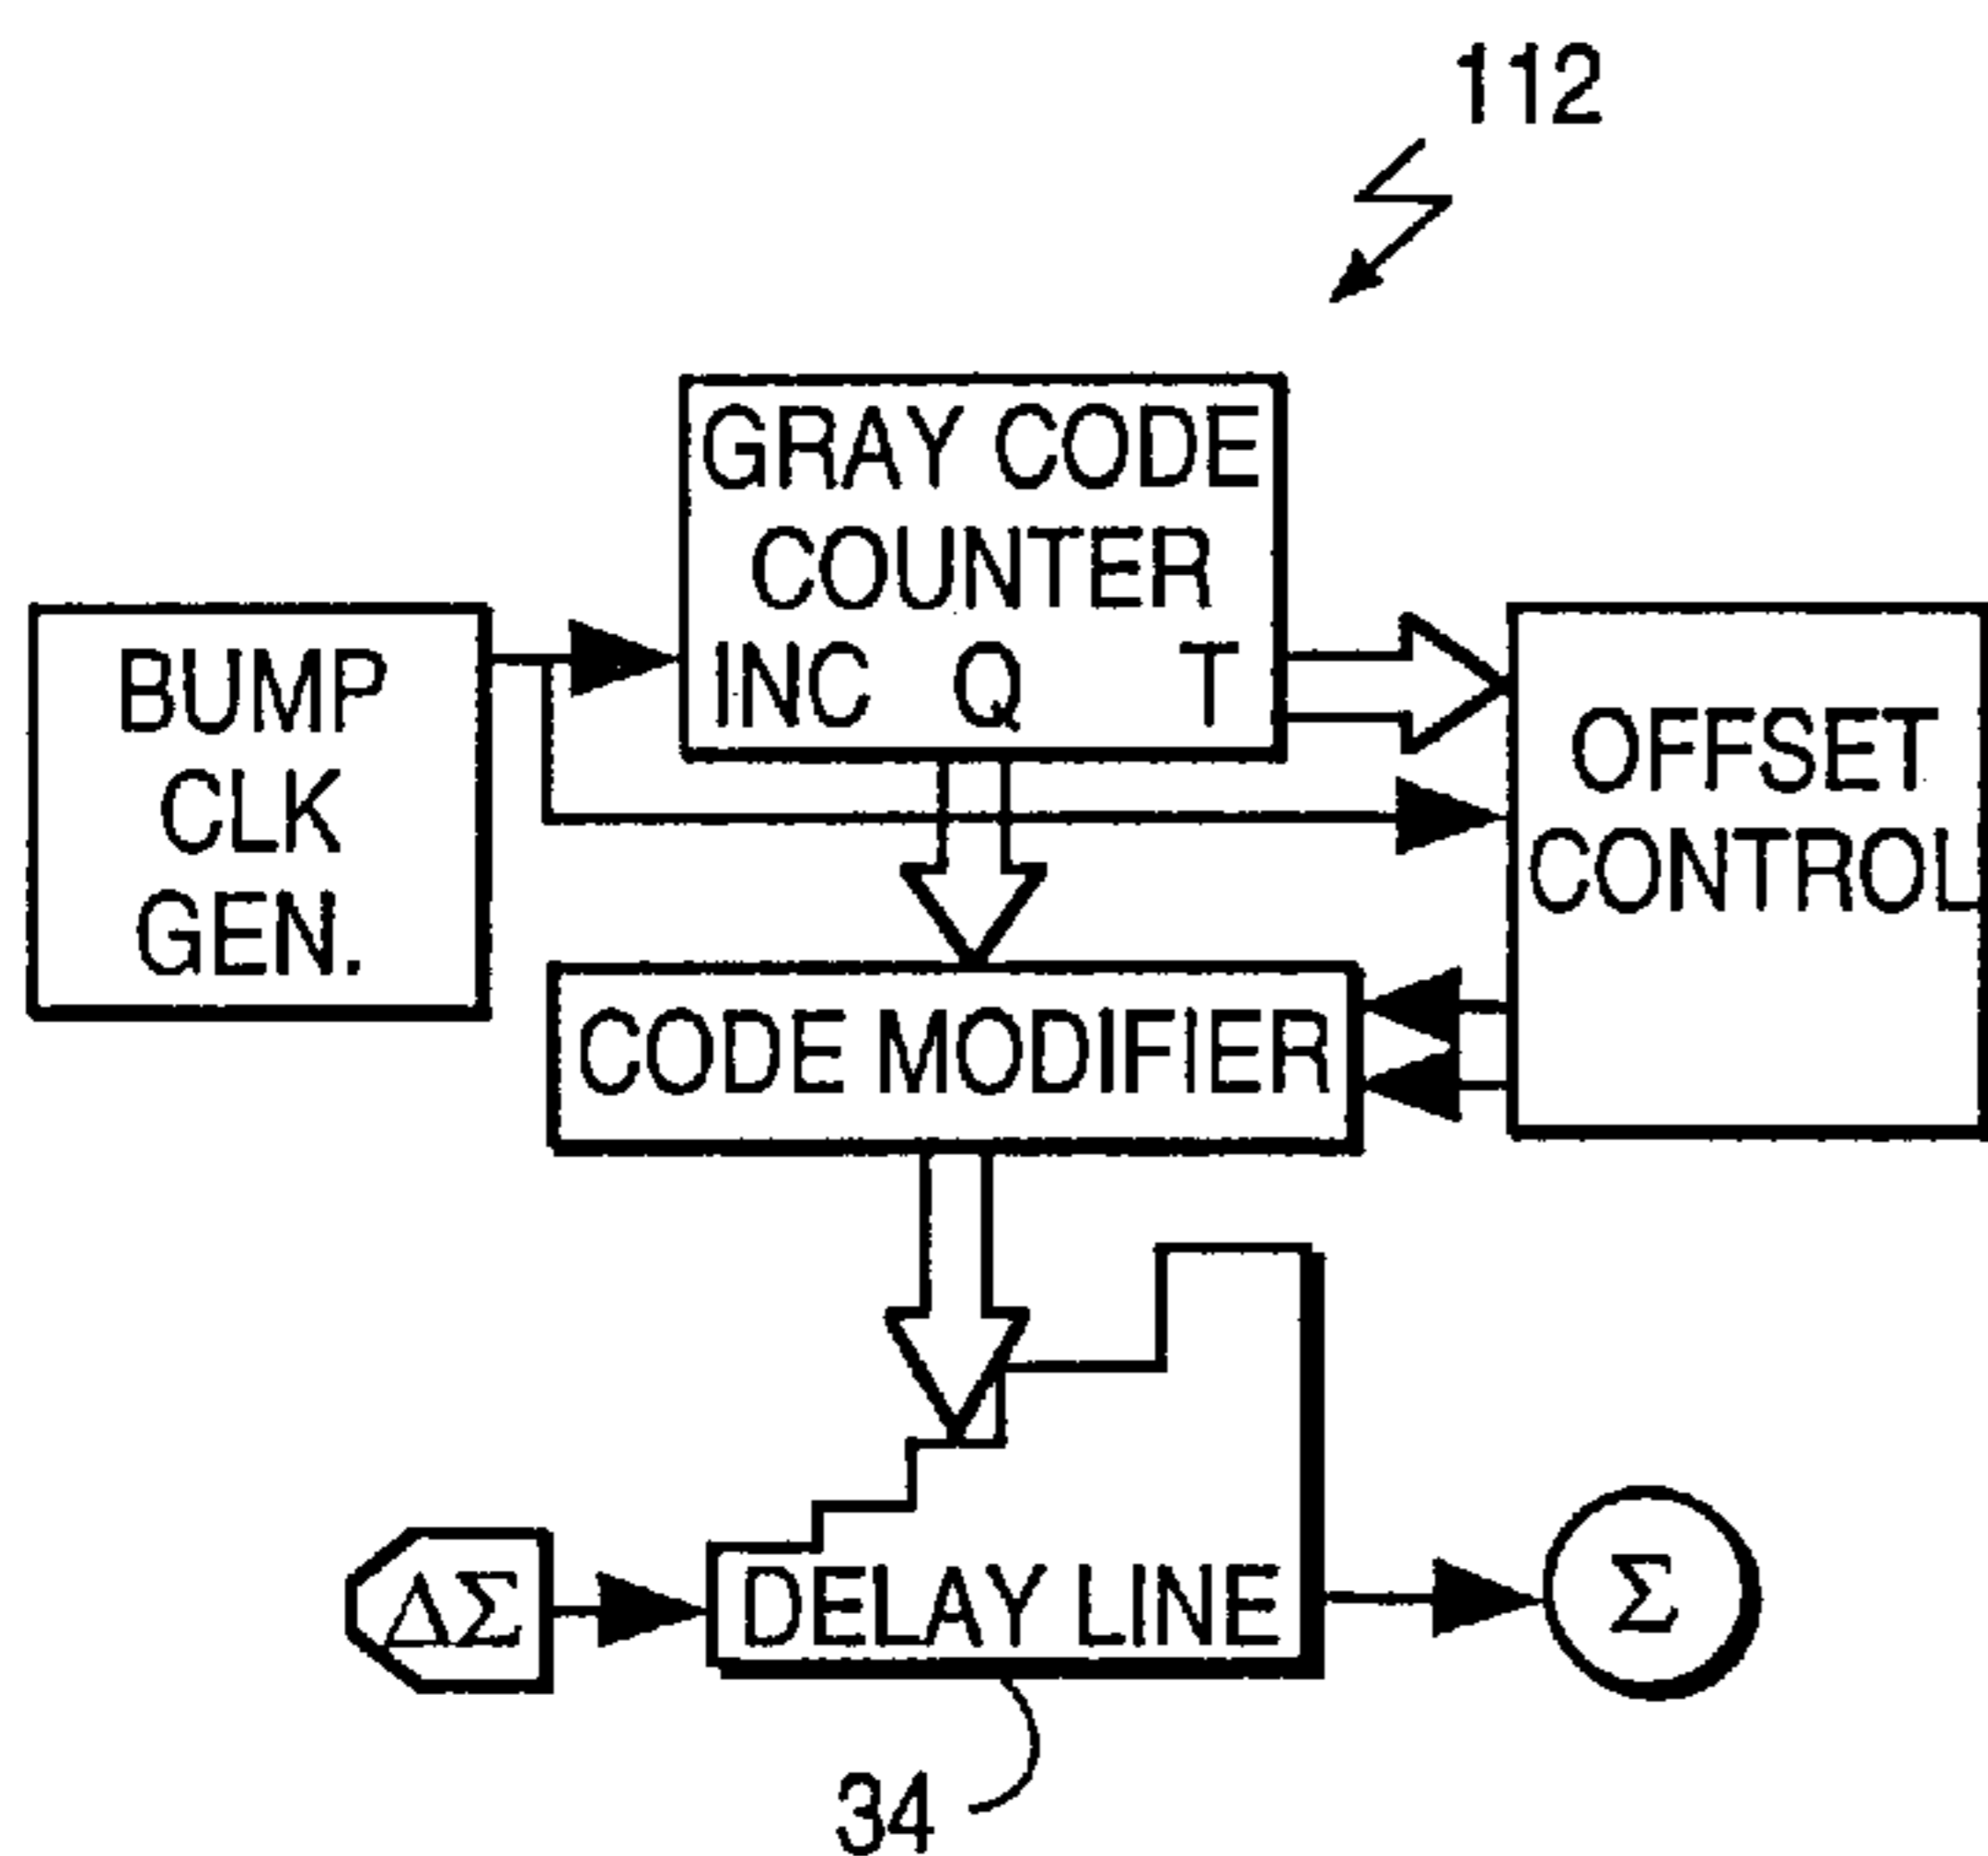 112
GRAY CODE
COUNTER
INC Q T
BUMP
CLK
GEN.
OFFSET
CONTROL
CODE MODIFIER
ΔΣ
DELAY LINE
Σ
34